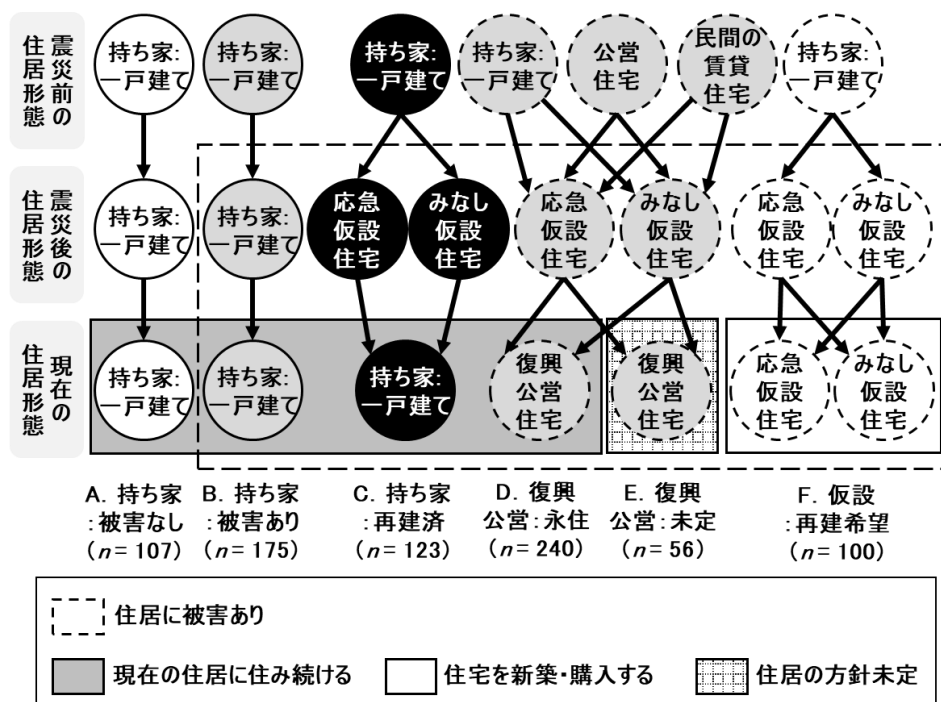 震災前の
住居形態
持ち家:
一戸建て
持ち家:
一戸建て
持ち家:
一戸建て
持ち家:
一戸建て
公営
住宅
民間の
賃貸
住宅
持ち家:
一戸建て
震災後の
住居形態
持ち家:
一戸建て
持ち家:
一戸建て
応急
仮設
住宅
みなし
仮設
住宅
応急
仮設
住宅
みなし
仮設
住宅
応急
仮設
住宅
みなし
仮設
住宅
現在の
住居形態
持ち家:
一戸建て
持ち家:
一戸建て
持ち家:
一戸建て
復興
公営
住宅
復興
公営
住宅
応急
仮設
住宅
みなし
仮設
住宅
A. 持ち家
:被害なし
(n= 107)
B. 持ち家
:被害あり
(n= 175)
C. 持ち家
:再建済
(n= 123)
D. 復興
公営:永住
(n= 240)
E. 復興
公営:未定
(n= 56)
F. 仮設
:再建希望
(n= 100)
住居に被害あり
現在の住居に住み続ける
住宅を新築・購入する
住居の方針未定